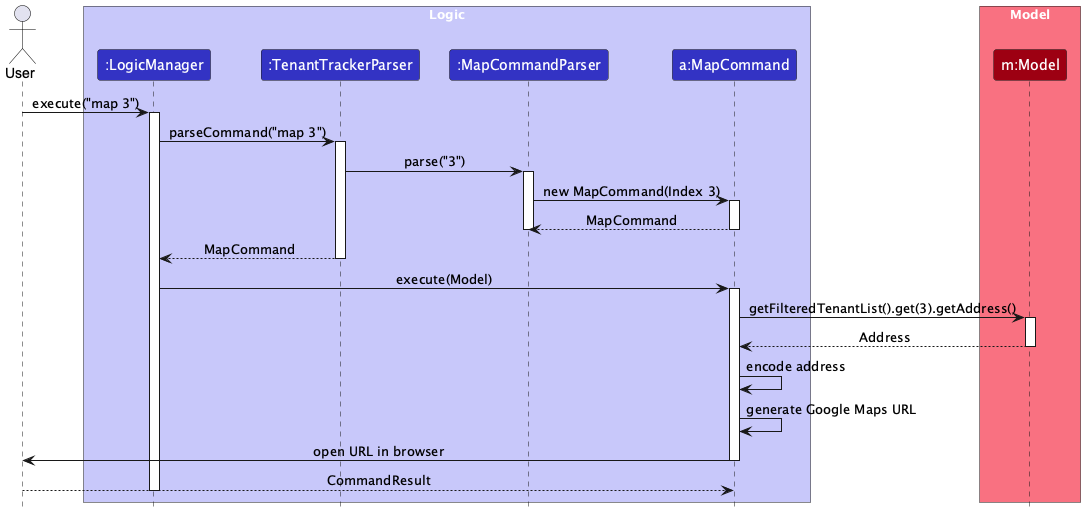 Logic
Model
User
:LogicManager
:TenantTrackerParser
:MapCommandParser
a:MapCommand
m:Model
execute("map 3")
parseCommand("map 3")
parse("3")
new MapCommand(Index 3)
MapCommand
MapCommand
execute(Model)
getFilteredTenantList().get(3).getAddress()
Address
encode address
generate Google Maps URL
open URL in browser
CommandResult